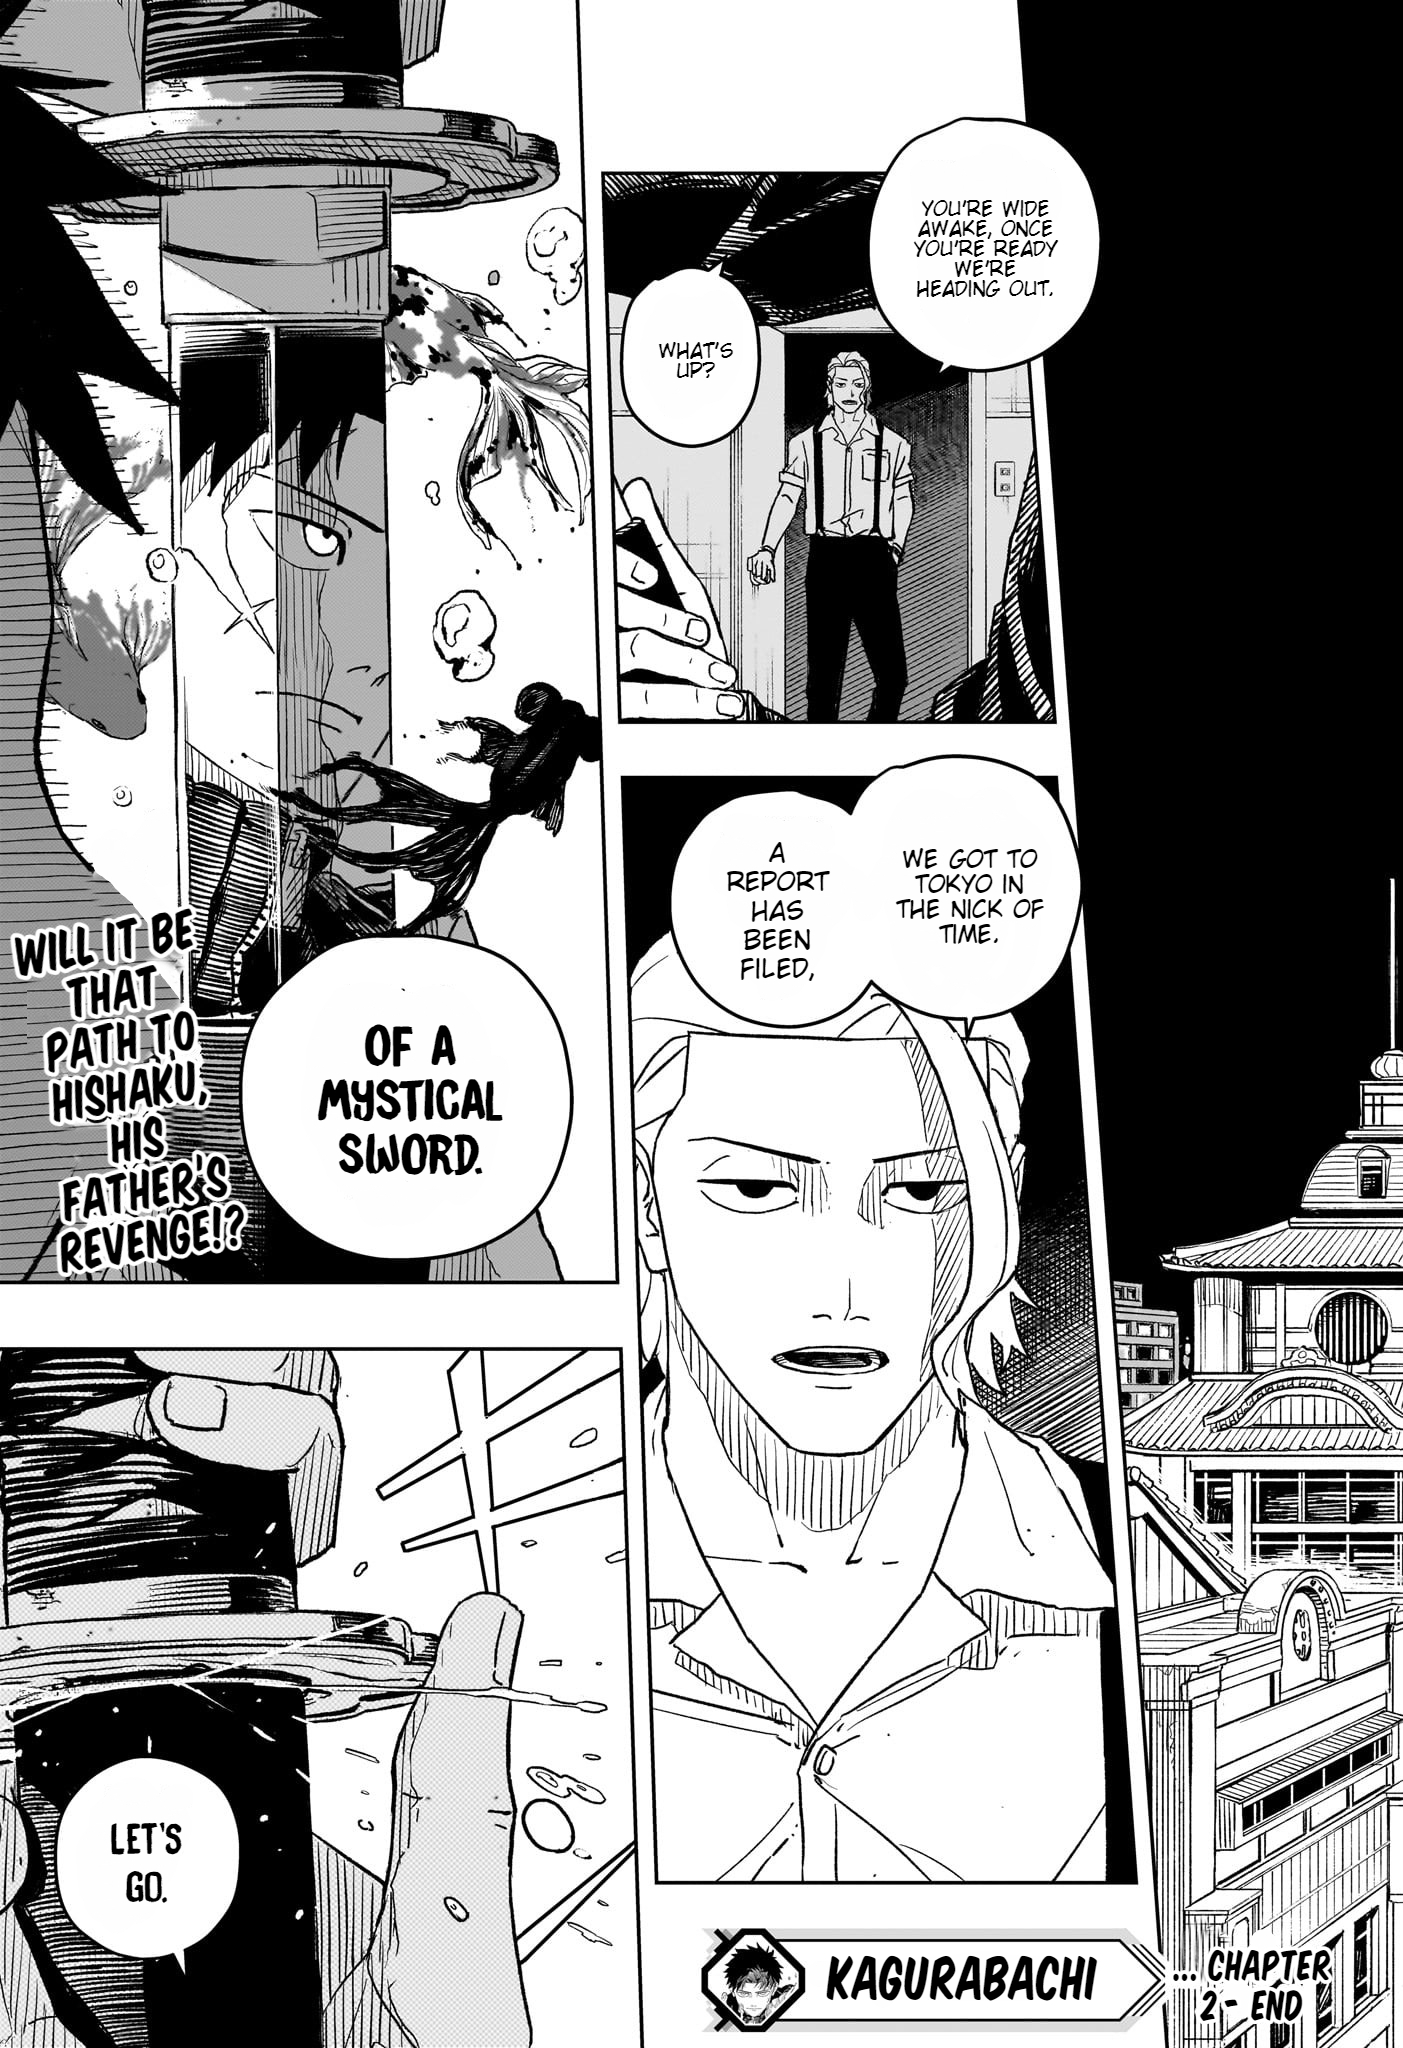 YOU'RE WIDE
AWAKE, ONCE
YOU'RE READY
WE'RE
HEADING OUT.
WHAT'S
UP?
WE GOT TO
TOKYO IN
THE NICK OF
TIME.
A
REPORT
HAS
BEEN
FILED,
OF A
MYSTICAL
SWORD.
WILL IT BE
THAT
PATH TO
HISHAKU,
HIS
FATHER'S
REVENGE!?
LET'S
GO.
KAGURABACHI
... CHAPTER
2 - END